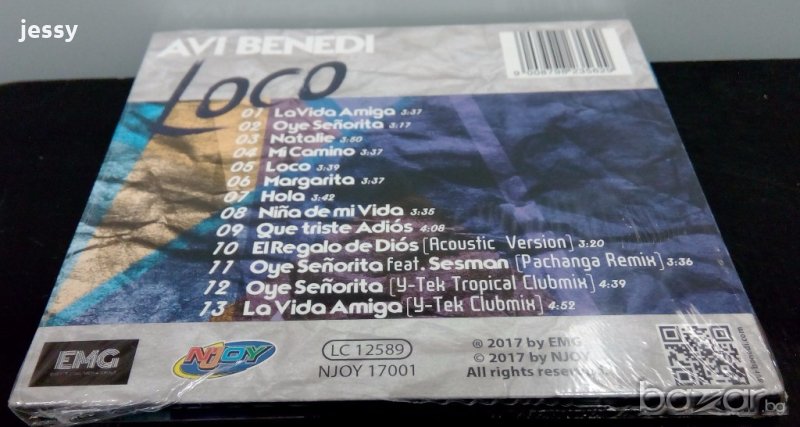 jessy
AVI BENEDI
Loco
9 008798 235629
01 La Vida Amiga 3:37
02 Oye Señorita 3:17
03 Natalie 3:50
04 Mi Camino 3:37
05 Loco 3:39
06 Margarita 3:37
07 Hola 3:42
08 Niña de mi Vida 3:35
09 Que triste Adiós 4:08
10 El Regalo de Diós [Acoustic Version] 3:20
11 Oye Señorita feat. Sesman [Pachanga Remix] 3:36
12 Oye Señorita [Y-Tek Tropical Clubmix] 4:39
13 La Vida Amiga [Y-Tek Clubmix] 4:52
EMG
NJOY
LC 12589
NJOY 17001
℗ 2017 by EMG
© 2017 by NJOY
All rights reserved
bazar.bg